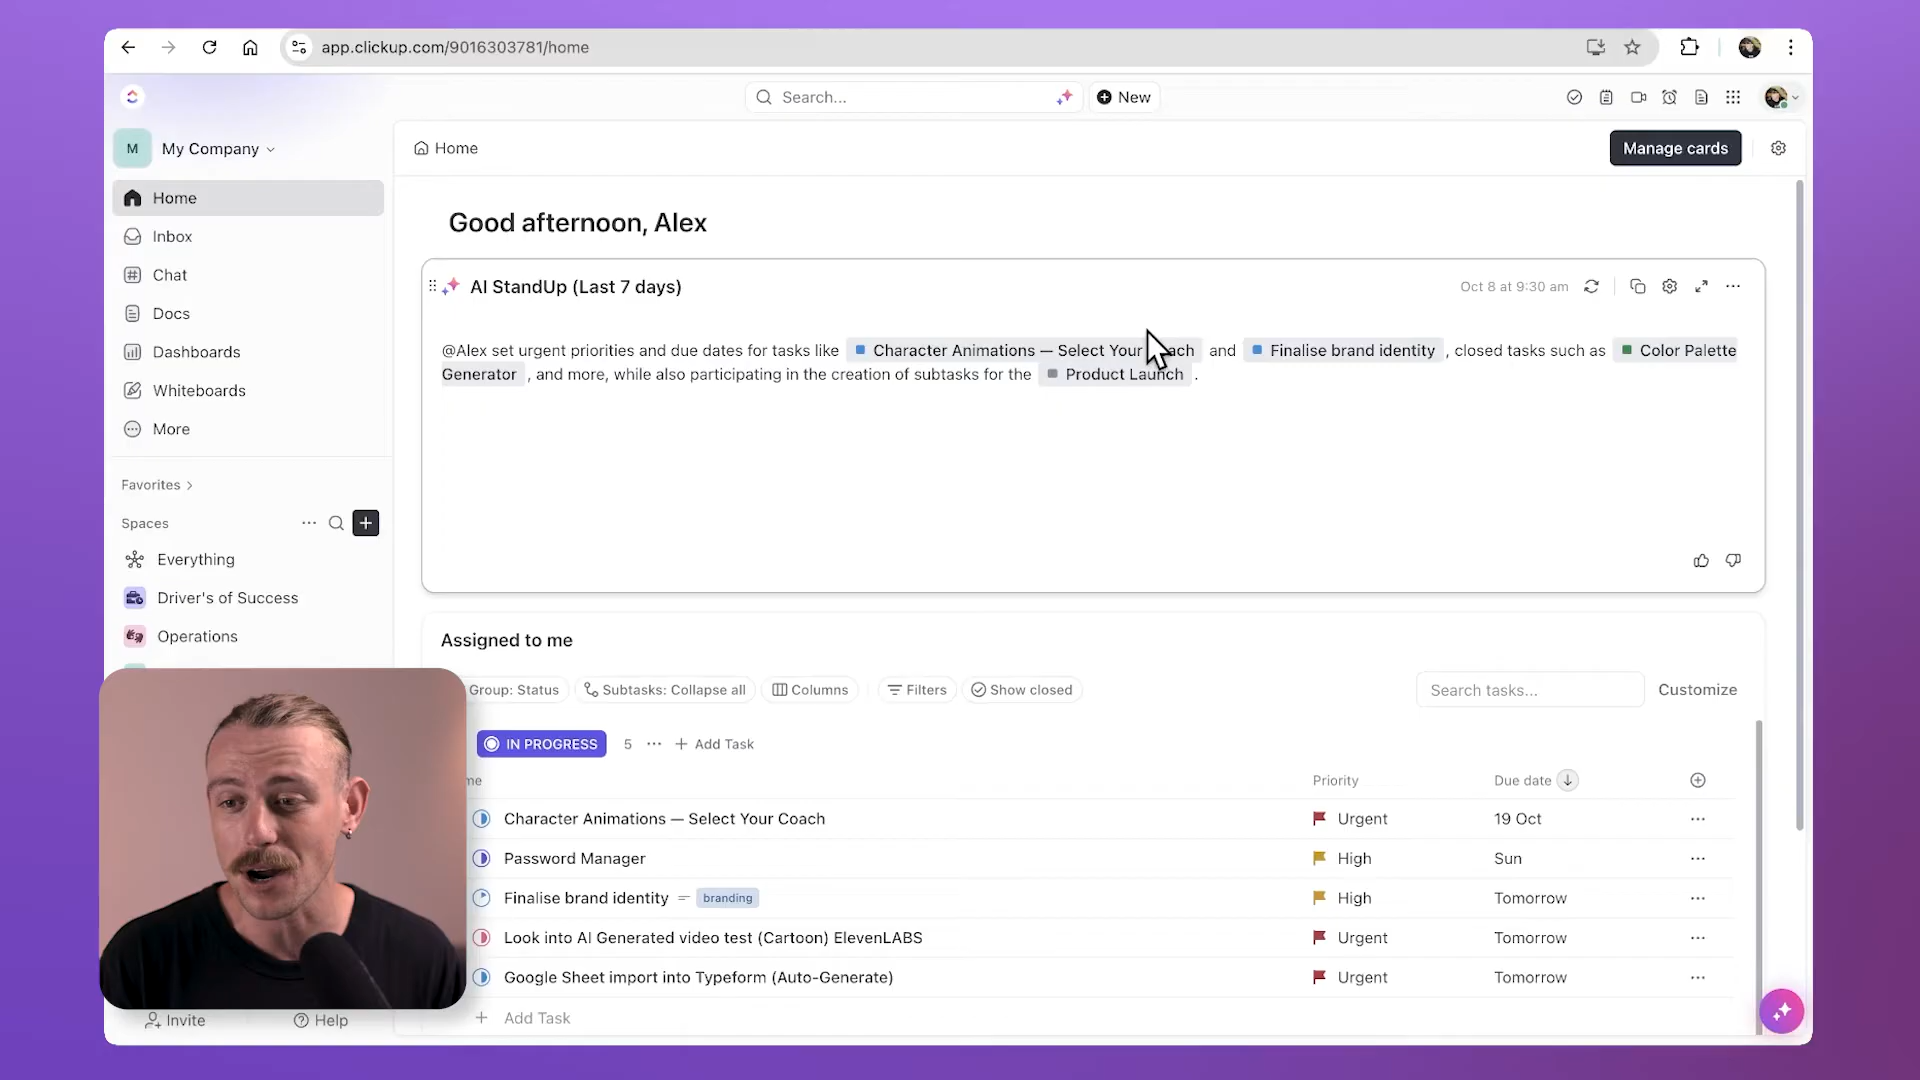 app.clickup.com/9016303781/home
Search...
New
M
My Company
Home
Manage cards
Home
Inbox
Chat
Docs
Dashboards
Whiteboards
More
Favorites
Spaces
Everything
Driver's of Success
Operations
Invite
Help
Good afternoon, Alex
AI StandUp (Last 7 days)
Oct 8 at 9:30 am
@Alex set urgent priorities and due dates for tasks like Character Animations — Select Your ach and Finalise brand identity , closed tasks such as Color Palette
Generator , and more, while also participating in the creation of subtasks for the Product Launch .
Assigned to me
Group: Status
Subtasks: Collapse all
Columns
Filters
Show closed
Search tasks...
Customize
IN PROGRESS
5
Add Task
me
Priority
Due date
Character Animations — Select Your Coach
Urgent
19 Oct
Password Manager
High
Sun
Finalise brand identity
branding
High
Tomorrow
Look into AI Generated video test (Cartoon) ElevenLABS
Urgent
Tomorrow
Google Sheet import into Typeform (Auto-Generate)
Urgent
Tomorrow
Add Task